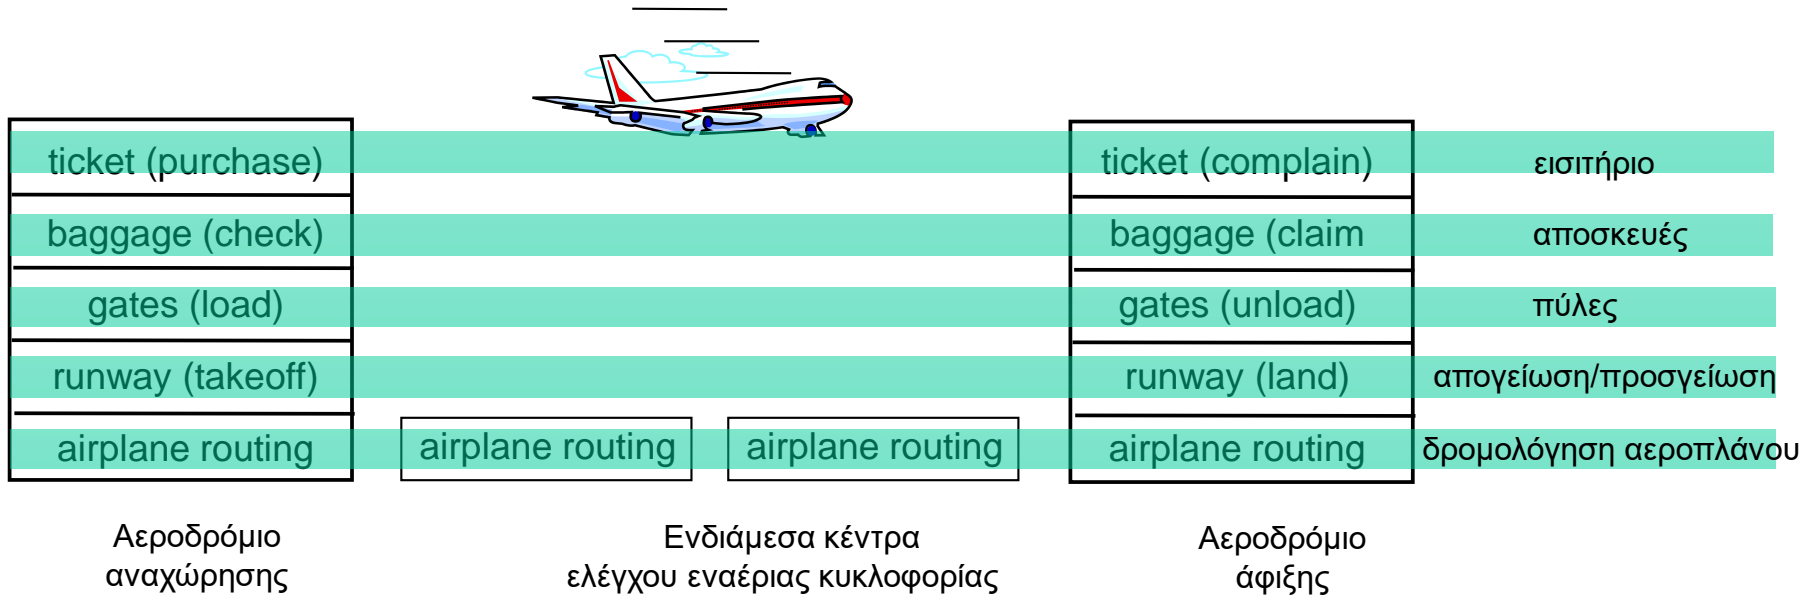 ticket (purchase) ticket (complain) εισιτήριο
baggage (check) baggage (claim αποσκευές
gates (load) gates (unload) πύλες
runway (takeoff) runway (land) απογείωση/προσγείωση
airplane routing airplane routing airplane routing airplane routing δρομολόγηση αεροπλάνου
Αεροδρόμιο
αναχώρησης
Ενδιάμεσα κέντρα
ελέγχου εναέριας κυκλοφορίας
Αεροδρόμιο
άφιξης